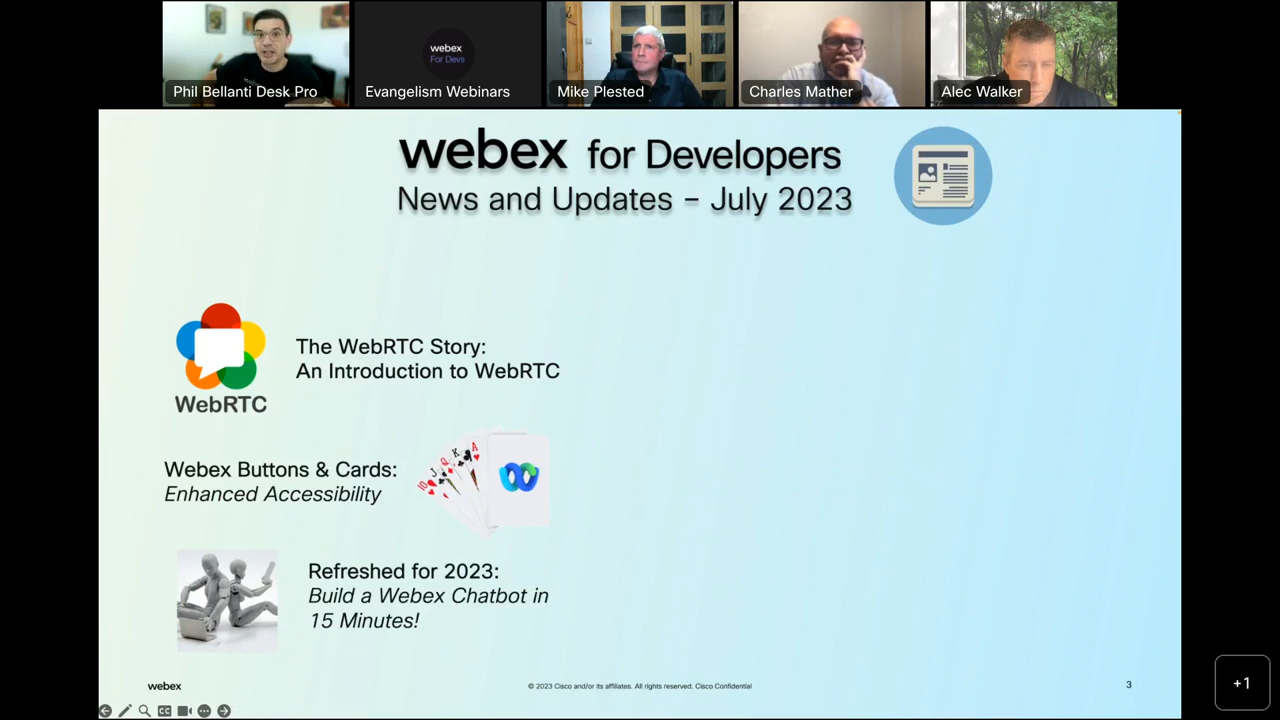 Phil Bellanti Desk Pro
webex
For Devs
Evangelism Webinars
Mike Plested
Charles Mather
Alec Walker
webex for Developers
News and Updates – July 2023
WebRTC
The WebRTC Story:
An Introduction to WebRTC
Webex Buttons & Cards:
Enhanced Accessibility
10
J
Q
K
A
Refreshed for 2023:
Build a Webex Chatbot in
15 Minutes!
webex
© 2023 Cisco and/or its affiliates. All rights reserved. Cisco Confidential
3
CC
+1